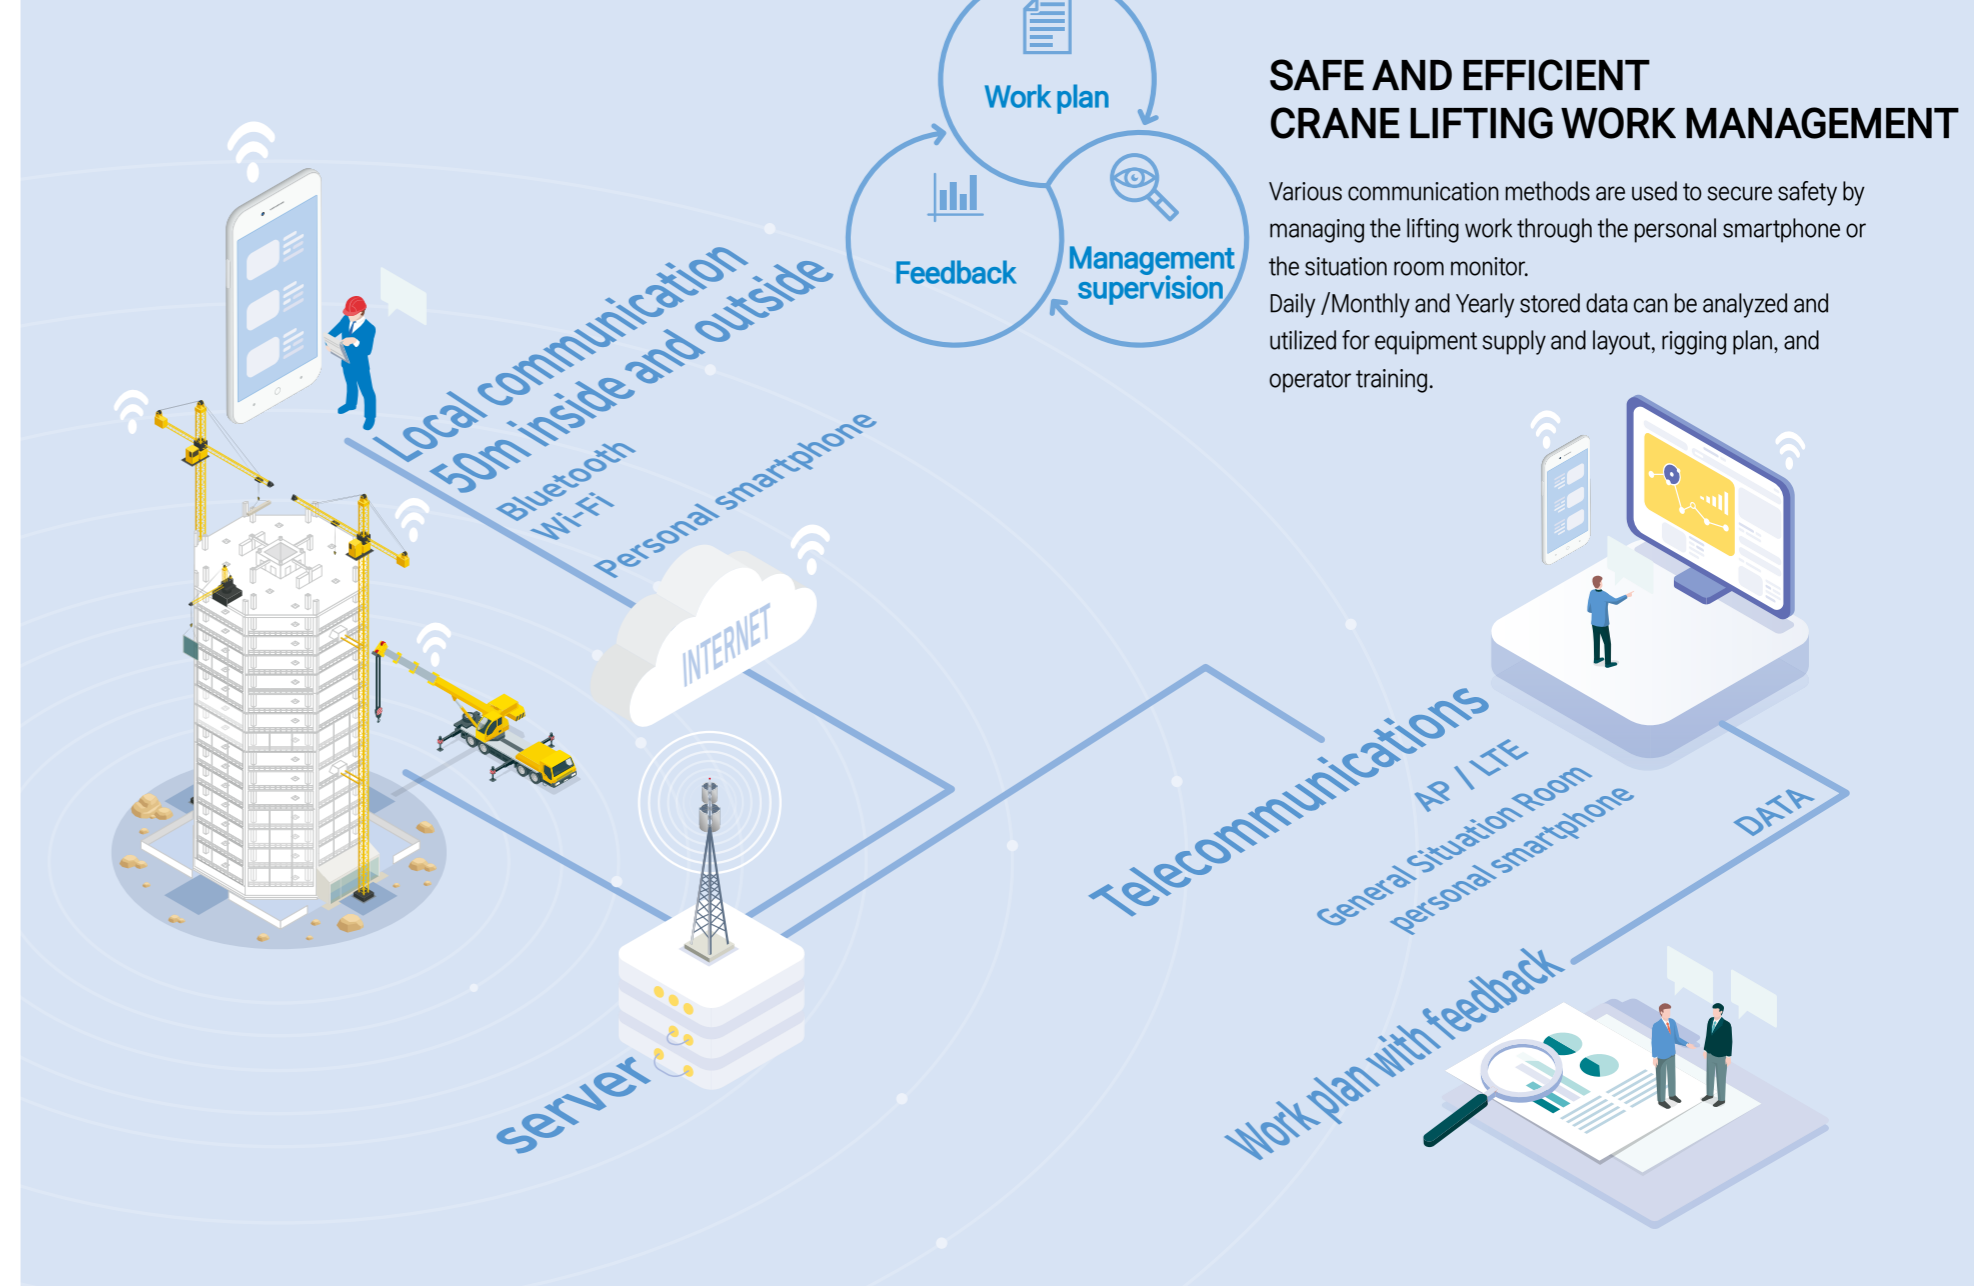 Work plan
Feedback
Management
supervision
SAFE AND EFFICIENT
CRANE LIFTING WORK MANAGEMENT
Various communication methods are used to secure safety by
managing the lifting work through the personal smartphone or
the situation room monitor.
Daily /Monthly and Yearly stored data can be analyzed and
utilized for equipment supply and layout, rigging plan, and
operator training.
Local communication
50m inside and outside
Bluetooth
Wi-Fi
Personal smartphone
INTERNET
Telecommunications
AP / LTE
General Situation Room
personal smartphone
DATA
server
Work plan with feedback